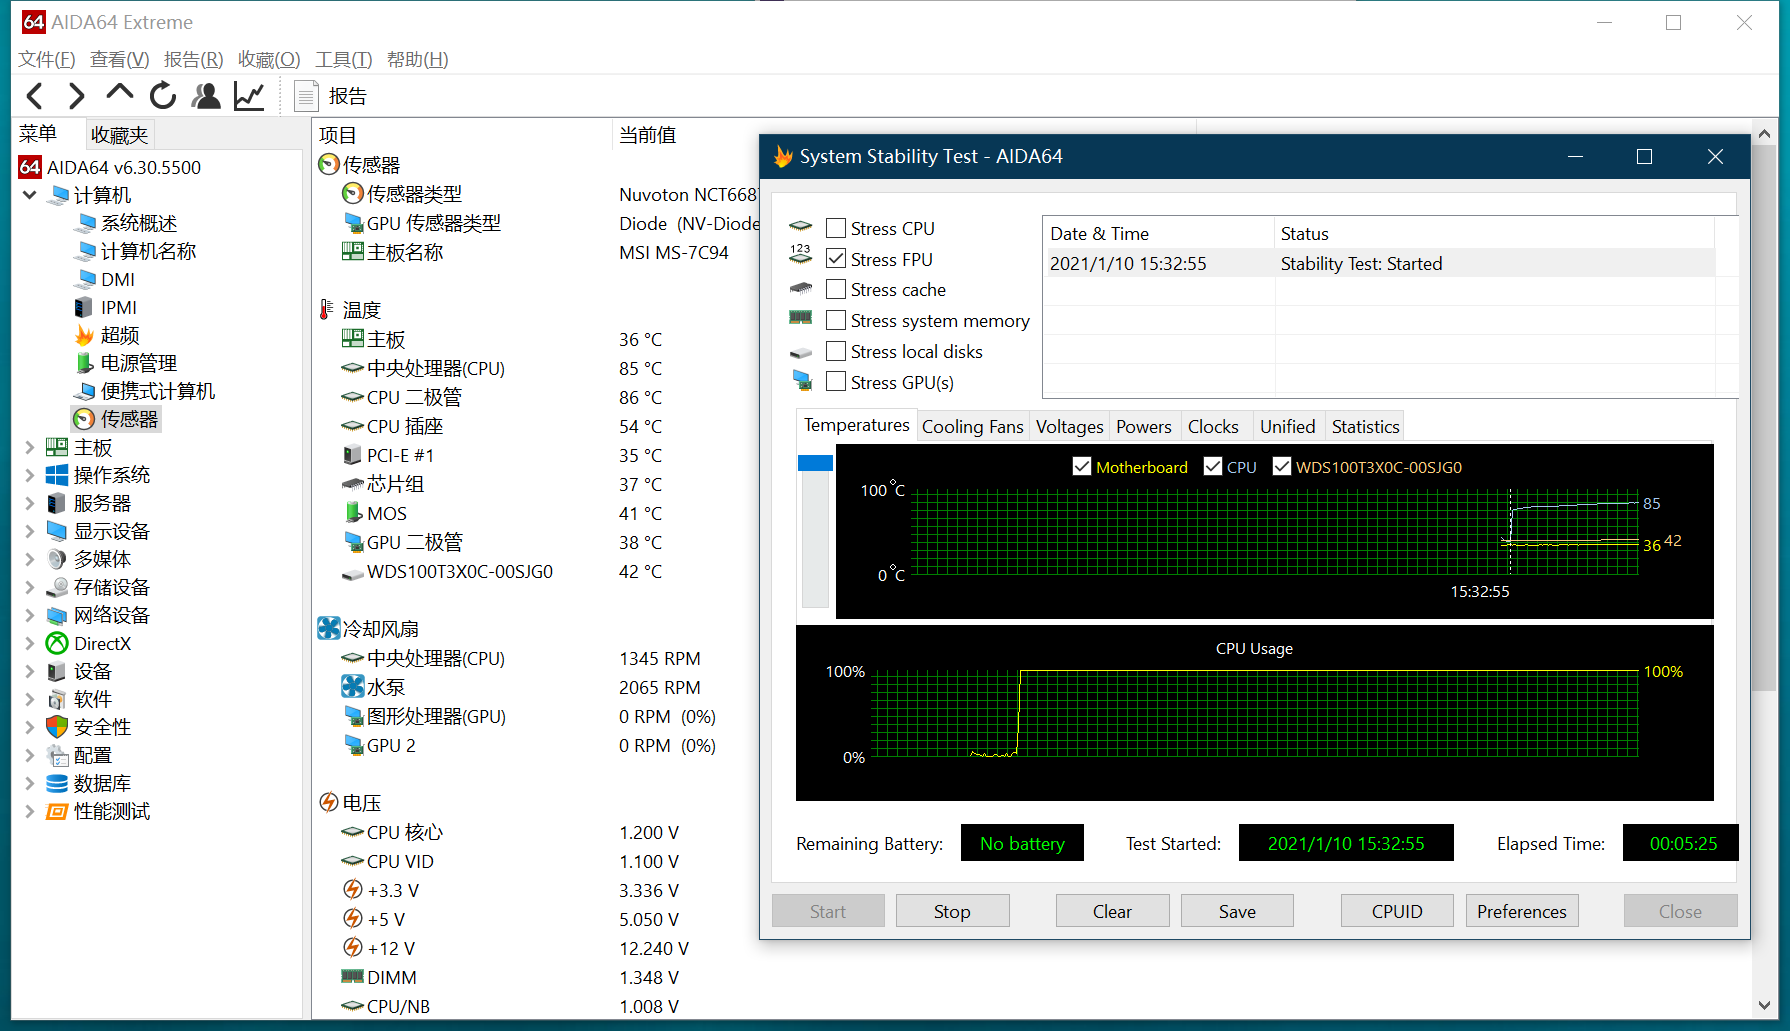 64 AIDA64 Extreme
文件(F) 查看(V) 报告(R) 收藏(O) 工具(T) 帮助(H)
报告
菜单 收藏夹
64 AIDA64 v6.30.5500
计算机
系统概述
计算机名称
DMI
IPMI
超频
电源管理
便携式计算机
传感器
主板
操作系统
服务器
显示设备
多媒体
存储设备
网络设备
DirectX
设备
软件
安全性
配置
数据库
性能测试
项目 当前值
传感器
传感器类型 Nuvoton NCT668
GPU 传感器类型 Diode (NV-Diode
主板名称 MSI MS-7C94
温度
主板 36 °C
中央处理器(CPU) 85 °C
CPU 二极管 86 °C
CPU 插座 54 °C
PCI-E #1 35 °C
芯片组 37 °C
MOS 41 °C
GPU 二极管 38 °C
WDS100T3X0C-00SJG0 42 °C
冷却风扇
中央处理器(CPU) 1345 RPM
水泵 2065 RPM
图形处理器(GPU) 0 RPM (0%)
GPU 2 0 RPM (0%)
电压
CPU 核心 1.200 V
CPU VID 1.100 V
+3.3 V 3.336 V
+5 V 5.050 V
+12 V 12.240 V
DIMM 1.348 V
CPU/NB 1.008 V
System Stability Test - AIDA64
Stress CPU
123
Stress FPU
Stress cache
Stress system memory
Stress local disks
Stress GPU(s)
Date & Time Status
2021/1/10 15:32:55 Stability Test: Started
Temperatures Cooling Fans Voltages Powers Clocks Unified Statistics
Motherboard CPU WDS100T3X0C-00SJG0
100 °C
85
36 42
0 °C
15:32:55
CPU Usage
100% 100%
0%
Remaining Battery: No battery Test Started: 2021/1/10 15:32:55 Elapsed Time: 00:05:25
Start Stop Clear Save CPUID Preferences Close